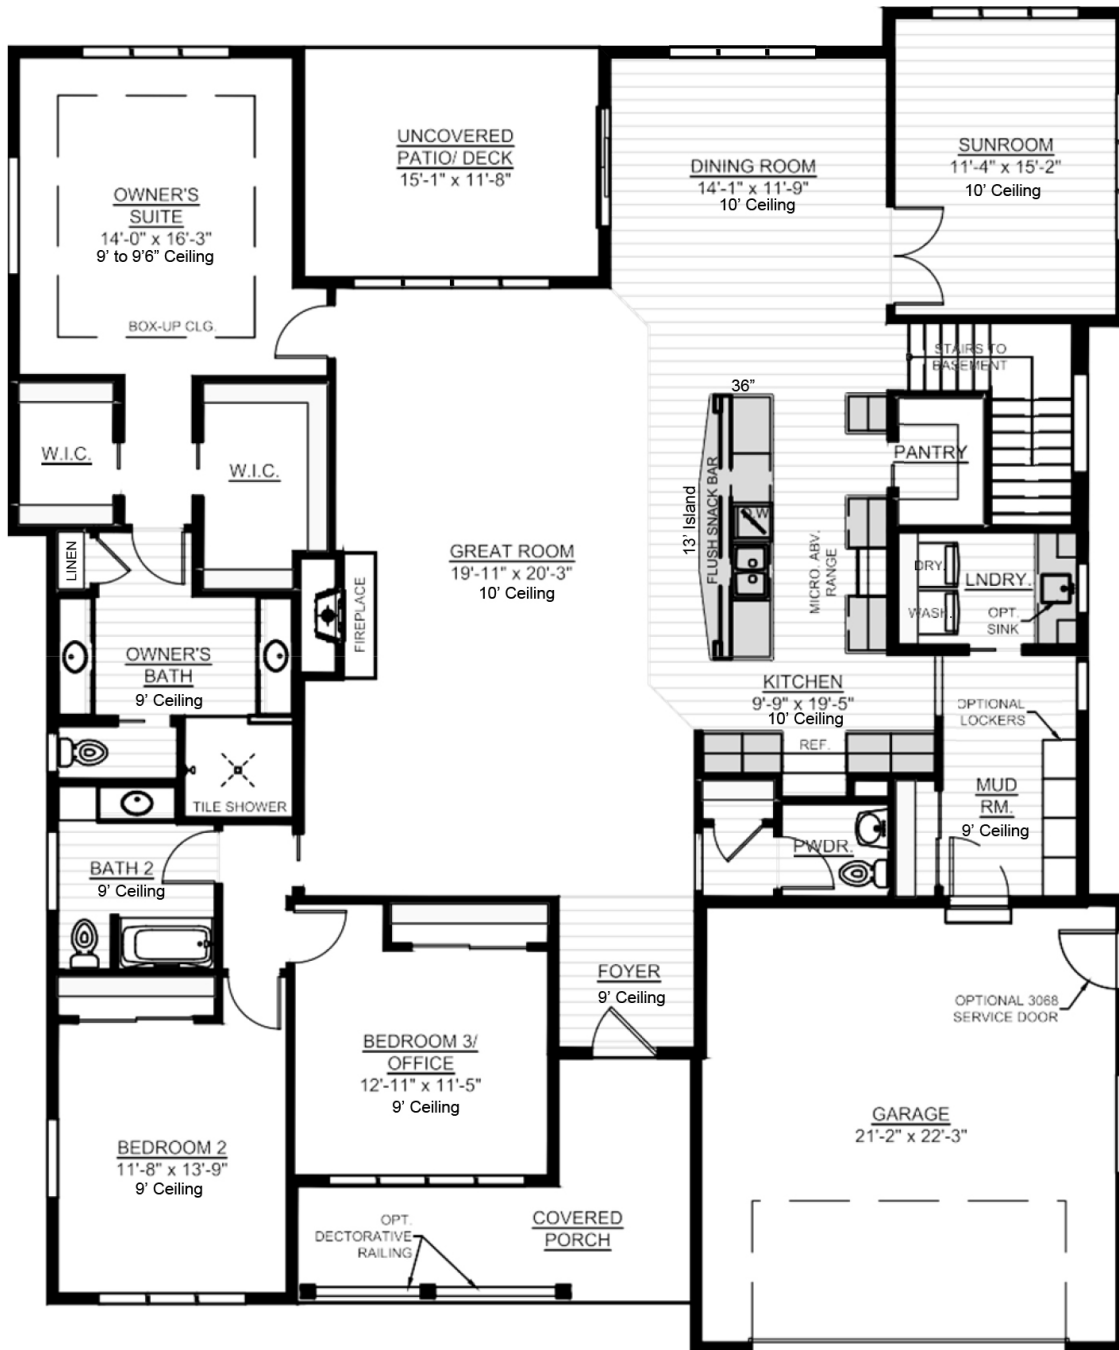 UNCOVERED
PATIO/ DECK
15'-1" x 11'-8"
DINING ROOM
14'-1" x 11'-9"
10' Ceiling
SUNROOM
11'-4" x 15'-2"
10' Ceiling
OWNER'S
SUITE
14'-0" x 16'-3"
9' to 9'6" Ceiling
BOX-UP CLG.
STAIRS TO
BASEMENT
36"
W.I.C.
W.I.C.
PANTRY
13' Island
FLUSH SNACK BAR
D.W.
MICRO. ABV.
RANGE
GREAT ROOM
19'-11" x 20'-3"
10' Ceiling
LINEN
FIREPLACE
DRY.
WASH.
LNDRY.
OPT.
SINK
OWNER'S
BATH
9' Ceiling
KITCHEN
9'-9" x 19'-5"
10' Ceiling
REF.
OPTIONAL
LOCKERS
TILE SHOWER
MUD
RM.
9' Ceiling
PWDR.
BATH 2
9' Ceiling
FOYER
9' Ceiling
OPTIONAL 3068
SERVICE DOOR
BEDROOM 3/
OFFICE
12'-11" x 11'-5"
9' Ceiling
GARAGE
21'-2" x 22'-3"
BEDROOM 2
11'-8" x 13'-9"
9' Ceiling
OPT.
DECTORATIVE
RAILING
COVERED
PORCH